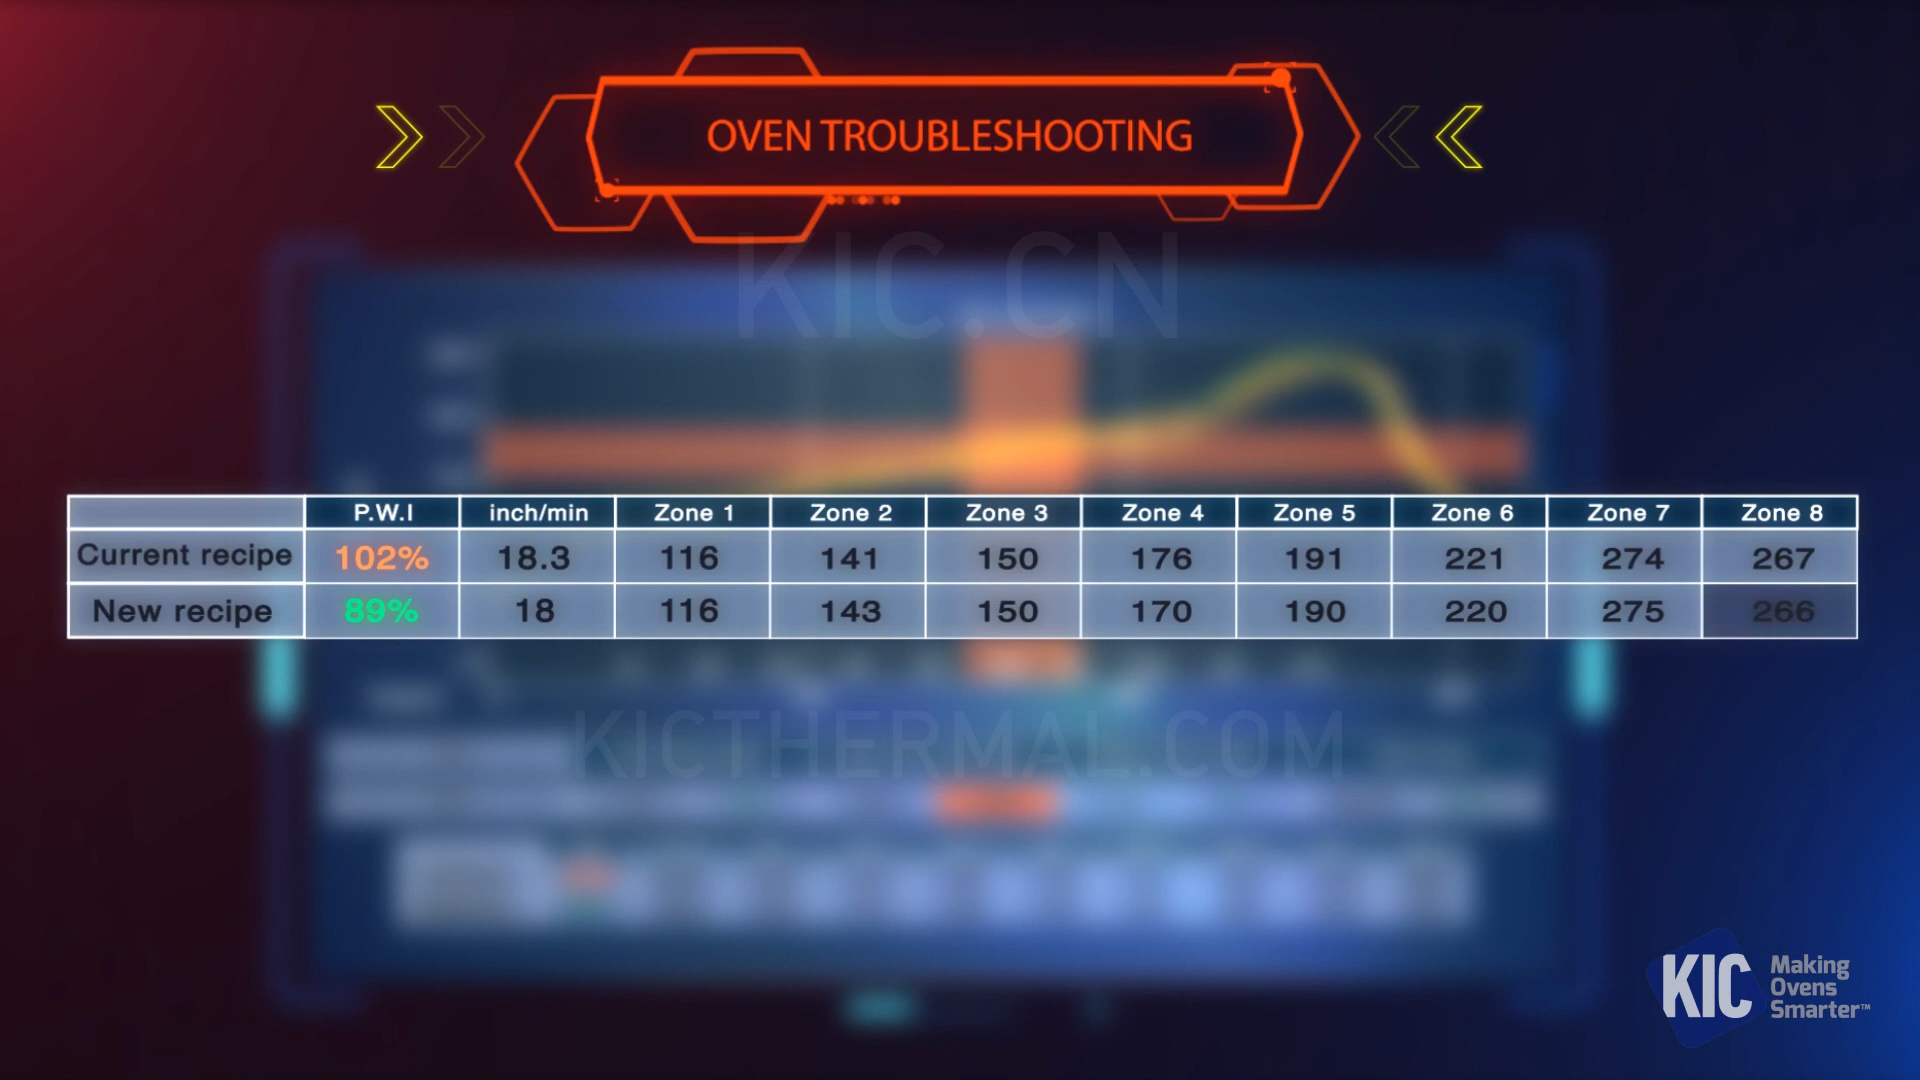 OVEN TROUBLESHOOTING
KIC.CN
P.W.I inch/min Zone 1 Zone 2 Zone 3 Zone 4 Zone 5 Zone 6 Zone 7 Zone 8
Current recipe 102% 18.3 116 141 150 176 191 221 274 267
New recipe 89% 18 116 143 150 170 190 220 275 266
KICTHERMAL.COM
KIC Making
Ovens
Smarter™